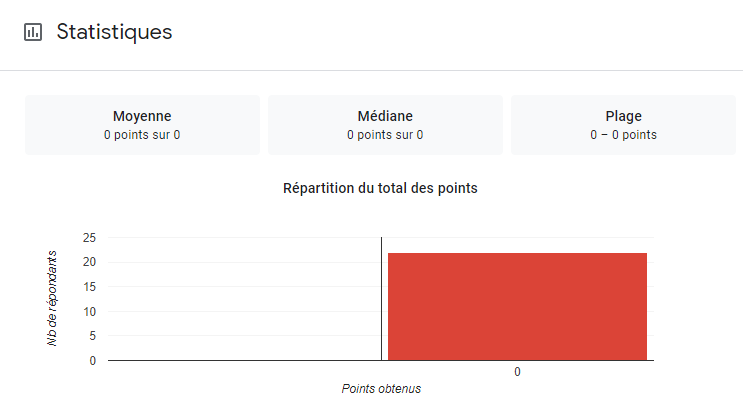 Statistiques
Moyenne
0 points sur 0
Médiane
0 points sur 0
Plage
0 – 0 points
Répartition du total des points
Nb de répondants
25
20
15
10
5
0
0
Points obtenus